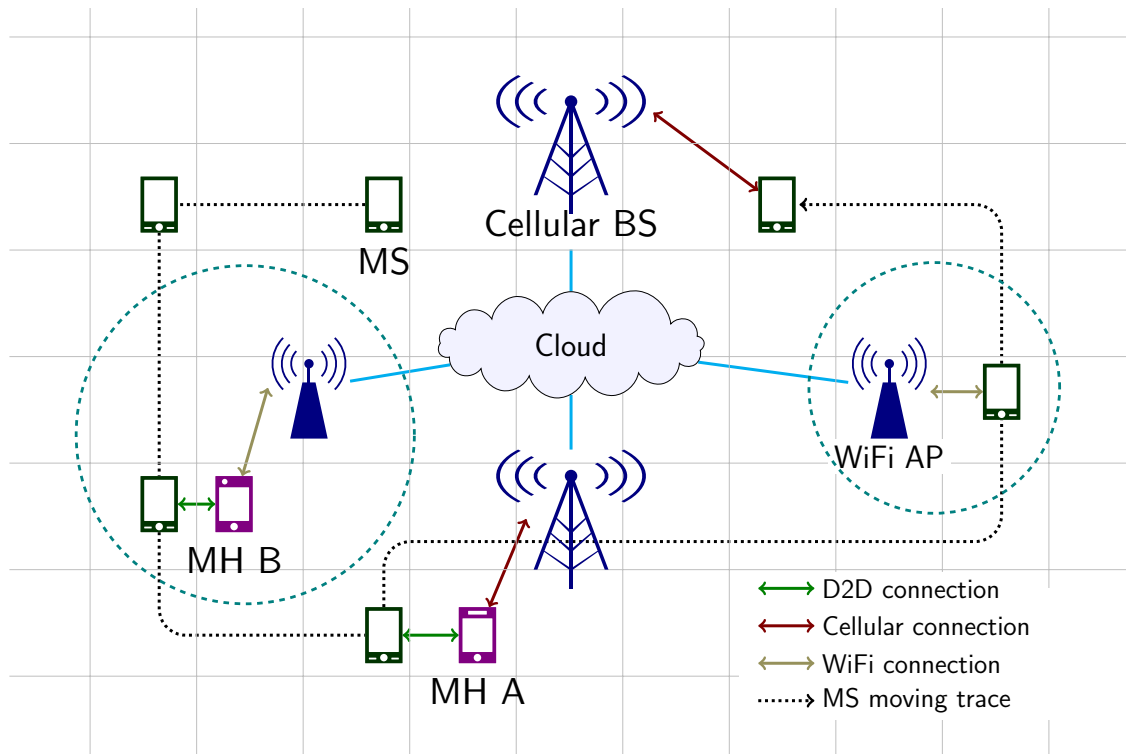 Cellular BS
MS
Cloud
WiFi AP
MH B
MH A
D2D connection
Cellular connection
WiFi connection
MS moving trace